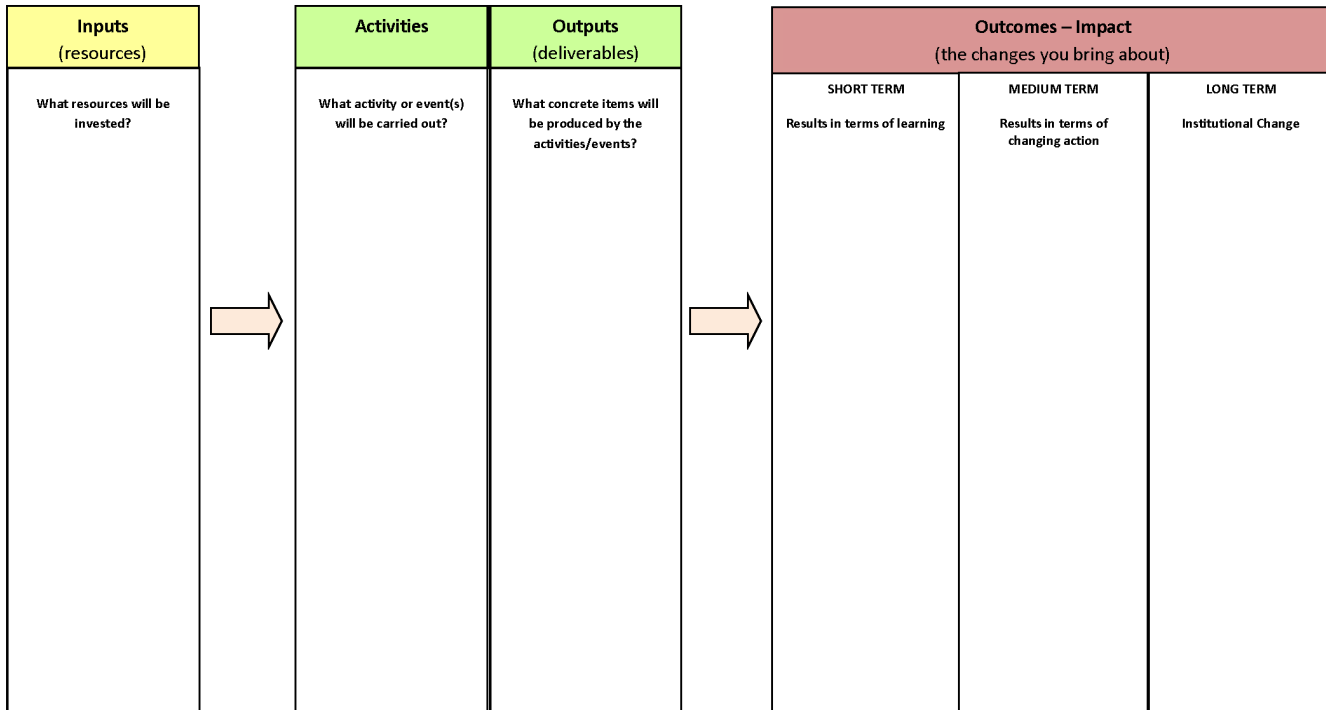 Inputs
(resources)
What resources will be
invested?
Activities
What activity or event(s)
will be carried out?
Outputs
(deliverables)
What concrete items will
be produced by the
activities/events?
Outcomes – Impact
(the changes you bring about)
SHORT TERM
Results in terms of learning
MEDIUM TERM
Results in terms of
changing action
LONG TERM
Institutional Change